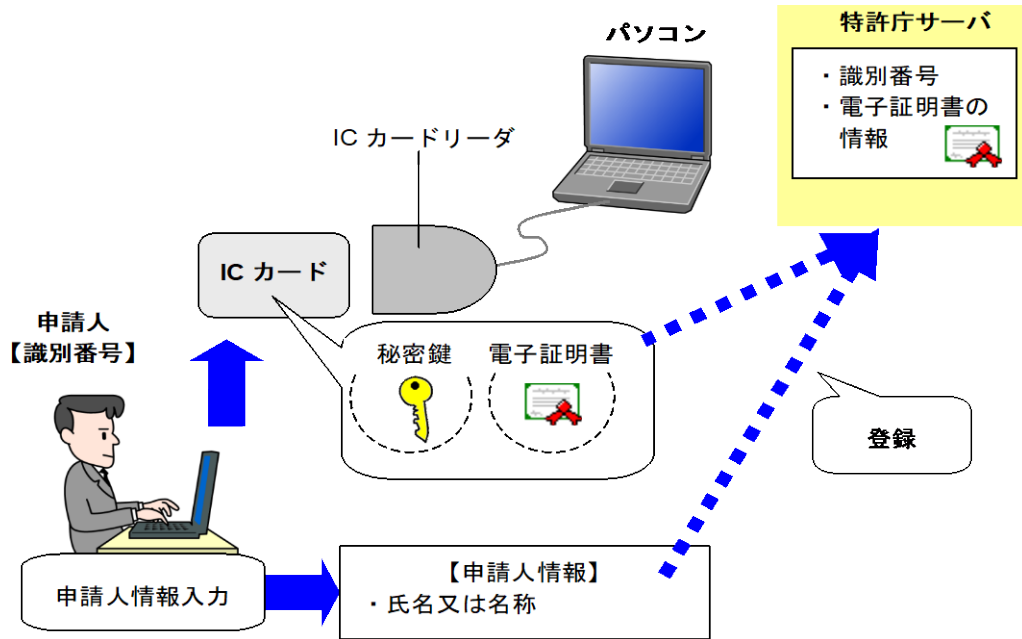 パソコン
特許庁サーバ
・識別番号
・電子証明書の
情報
IC カードリーダ
IC カード
申請人
【識別番号】
秘密鍵
電子証明書
登録
申請人情報入力
【申請人情報】
・氏名又は名称